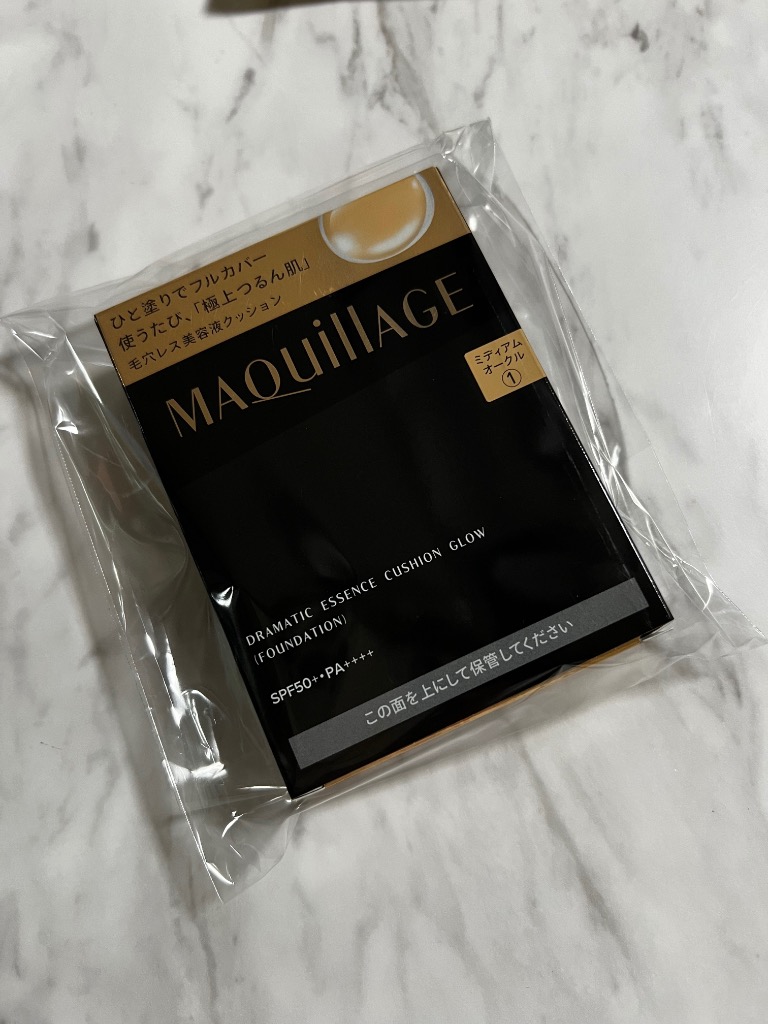 ひと塗りでフルカバー
使うたび、「極上つるん肌」
毛穴レス美容液クッション
MAQuillAGE
ミディアム
オークル
①
DRAMATIC ESSENCE CUSHION GLOW
(FOUNDATION)
SPF50+・PA++++
この面を上にして保管してください